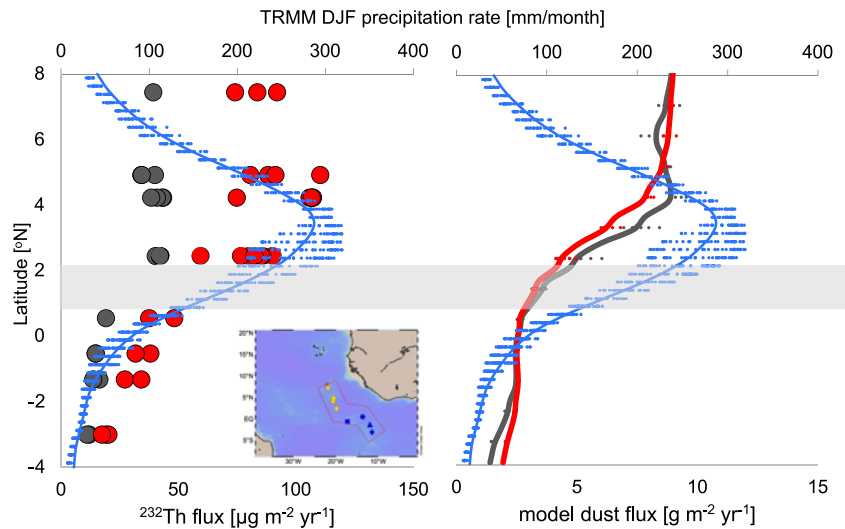 TRMM DJF precipitation rate [mm/month]
0 100 200 300 400 0 100 200 300 400
8
6
4
2
0
-2
-4
Latitude [°N]
20°N
15°N
10°N
5°N
EQ
5°S
30°W 20°W 10°W
0 50 100 150 0 5 10 15
²³²Th flux [µg m⁻² yr⁻¹] model dust flux [g m⁻² yr⁻¹]